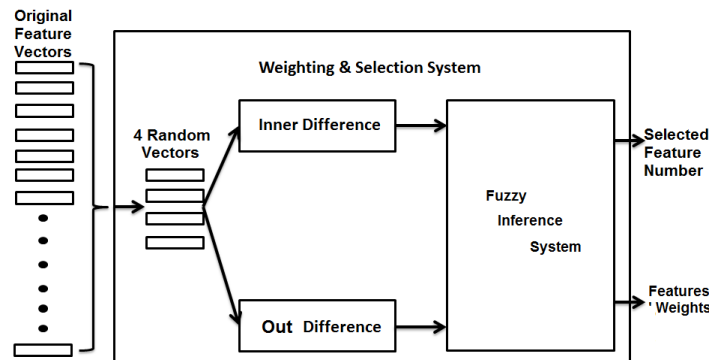 Original
Feature
Vectors
Weighting & Selection System
4 Random
Vectors
Inner Difference
Out Difference
Fuzzy
Inference
System
Selected
Feature
Number
Features
' Weights